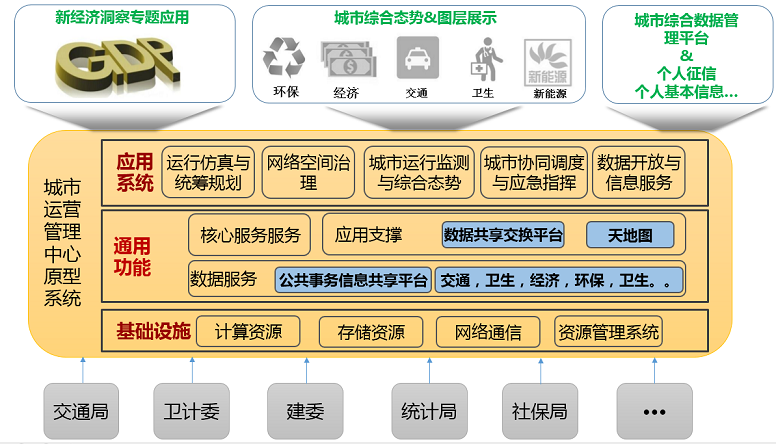 新经济洞察专题应用
GDP
城市综合态势&图层展示
环保
经济
交通
卫生
新能源
新能源
城市综合数据管
理平台
&
个人征信
个人基本信息...
城市
运营
管理
中心
原型
系统
应用
系统
运行仿真与
统筹规划
网络空间治
理
城市运行监测
与综合态势
城市协同调度
与应急指挥
数据开放与
信息服务
通用
功能
核心服务服务
应用支撑
数据共享交换平台
天地图
数据服务
公共事务信息共享平台
交通，卫生，经济，环保，卫生。。
基础设施
计算资源
存储资源
网络通信
资源管理系统
交通局
卫计委
建委
统计局
社保局
...